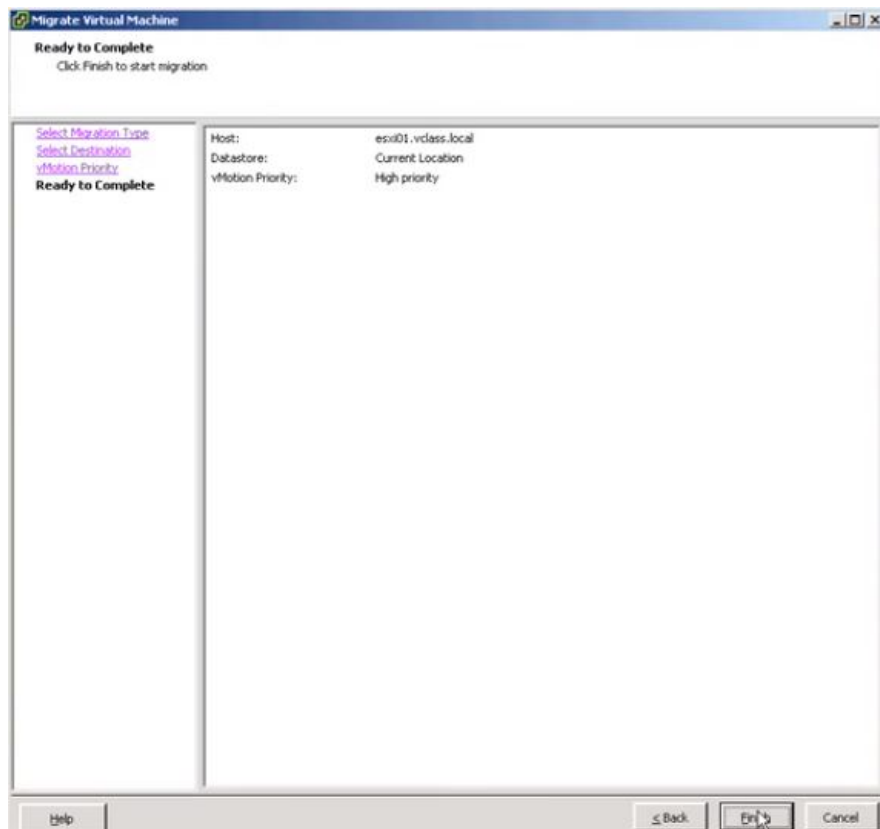 Migrate Virtual Machine
Ready to Complete
Click Finish to start migration
Select Migration Type
Select Destination
vMotion Priority
Ready to Complete
Host: esxi01.vclass.local
Datastore: Current Location
vMotion Priority: High priority
Help
< Back
Finish
Cancel